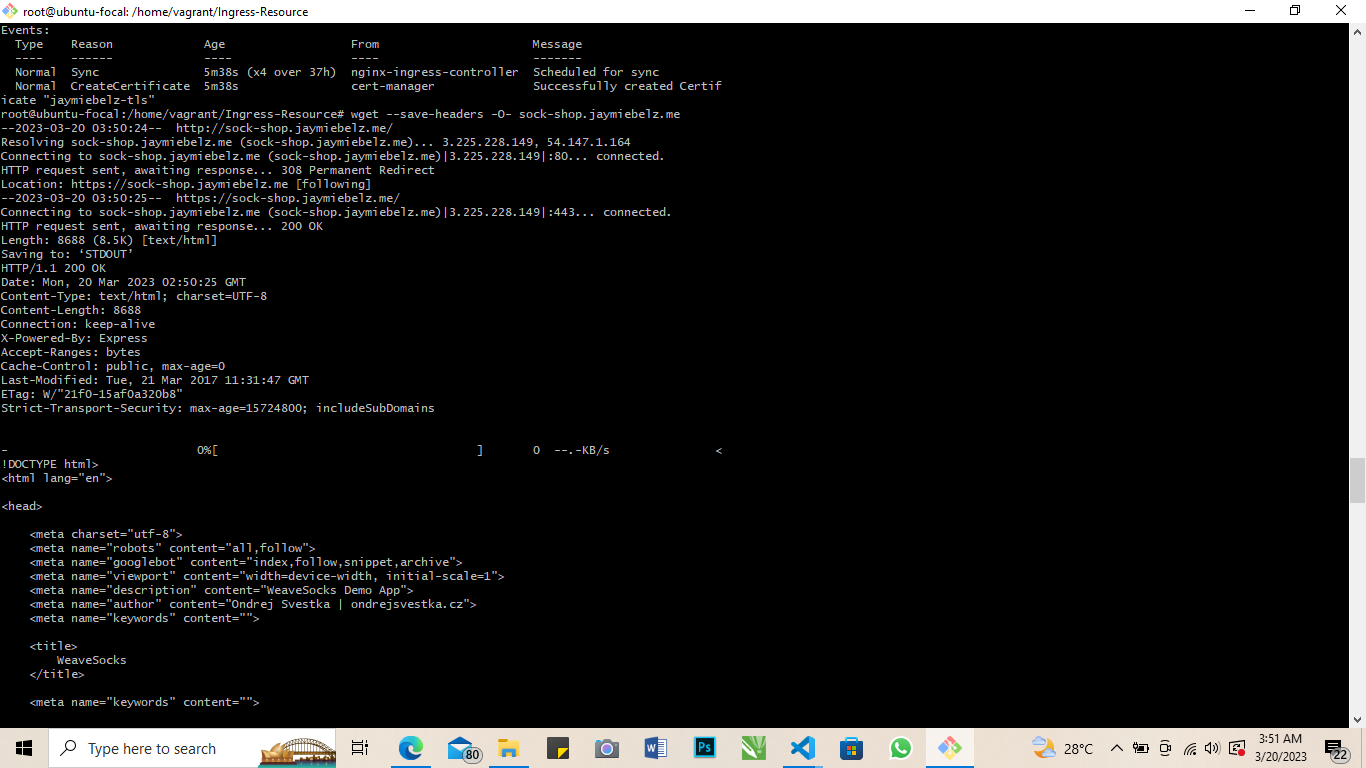 root@ubuntu-focal: /home/vagrant/Ingress-Resource
Events:
  Type    Reason             Age                  From                      Message
  ----    ------             ----                 ----                      -------
  Normal  Sync               5m38s (x4 over 37h)  nginx-ingress-controller  Scheduled for sync
  Normal  CreateCertificate  5m38s                cert-manager              Successfully created Certif
icate "jaymiebelz-tls"
root@ubuntu-focal:/home/vagrant/Ingress-Resource# wget --save-headers -O- sock-shop.jaymiebelz.me
--2023-03-20 03:50:24--  http://sock-shop.jaymiebelz.me/
Resolving sock-shop.jaymiebelz.me (sock-shop.jaymiebelz.me)... 3.225.228.149, 54.147.1.164
Connecting to sock-shop.jaymiebelz.me (sock-shop.jaymiebelz.me)|3.225.228.149|:80... connected.
HTTP request sent, awaiting response... 308 Permanent Redirect
Location: https://sock-shop.jaymiebelz.me [following]
--2023-03-20 03:50:25--  https://sock-shop.jaymiebelz.me/
Connecting to sock-shop.jaymiebelz.me (sock-shop.jaymiebelz.me)|3.225.228.149|:443... connected.
HTTP request sent, awaiting response... 200 OK
Length: 8688 (8.5K) [text/html]
Saving to: ‘STDOUT’
HTTP/1.1 200 OK
Date: Mon, 20 Mar 2023 02:50:25 GMT
Content-Type: text/html; charset=UTF-8
Content-Length: 8688
Connection: keep-alive
X-Powered-By: Express
Accept-Ranges: bytes
Cache-Control: public, max-age=0
Last-Modified: Tue, 21 Mar 2017 11:31:47 GMT
ETag: W/"21f0-15af0a320b8"
Strict-Transport-Security: max-age=15724800; includeSubDomains
-                           0%[                                     ]       0  --.-KB/s               <
!DOCTYPE html>
<html lang="en">
<head>
    <meta charset="utf-8">
    <meta name="robots" content="all,follow">
    <meta name="googlebot" content="index,follow,snippet,archive">
    <meta name="viewport" content="width=device-width, initial-scale=1">
    <meta name="description" content="WeaveSocks Demo App">
    <meta name="author" content="Ondrej Svestka | ondrejsvestka.cz">
    <meta name="keywords" content="">
    <title>
        WeaveSocks
    </title>
    <meta name="keywords" content="">
Type here to search
80
W
Ps
28°C
3:51 AM
3/20/2023
22